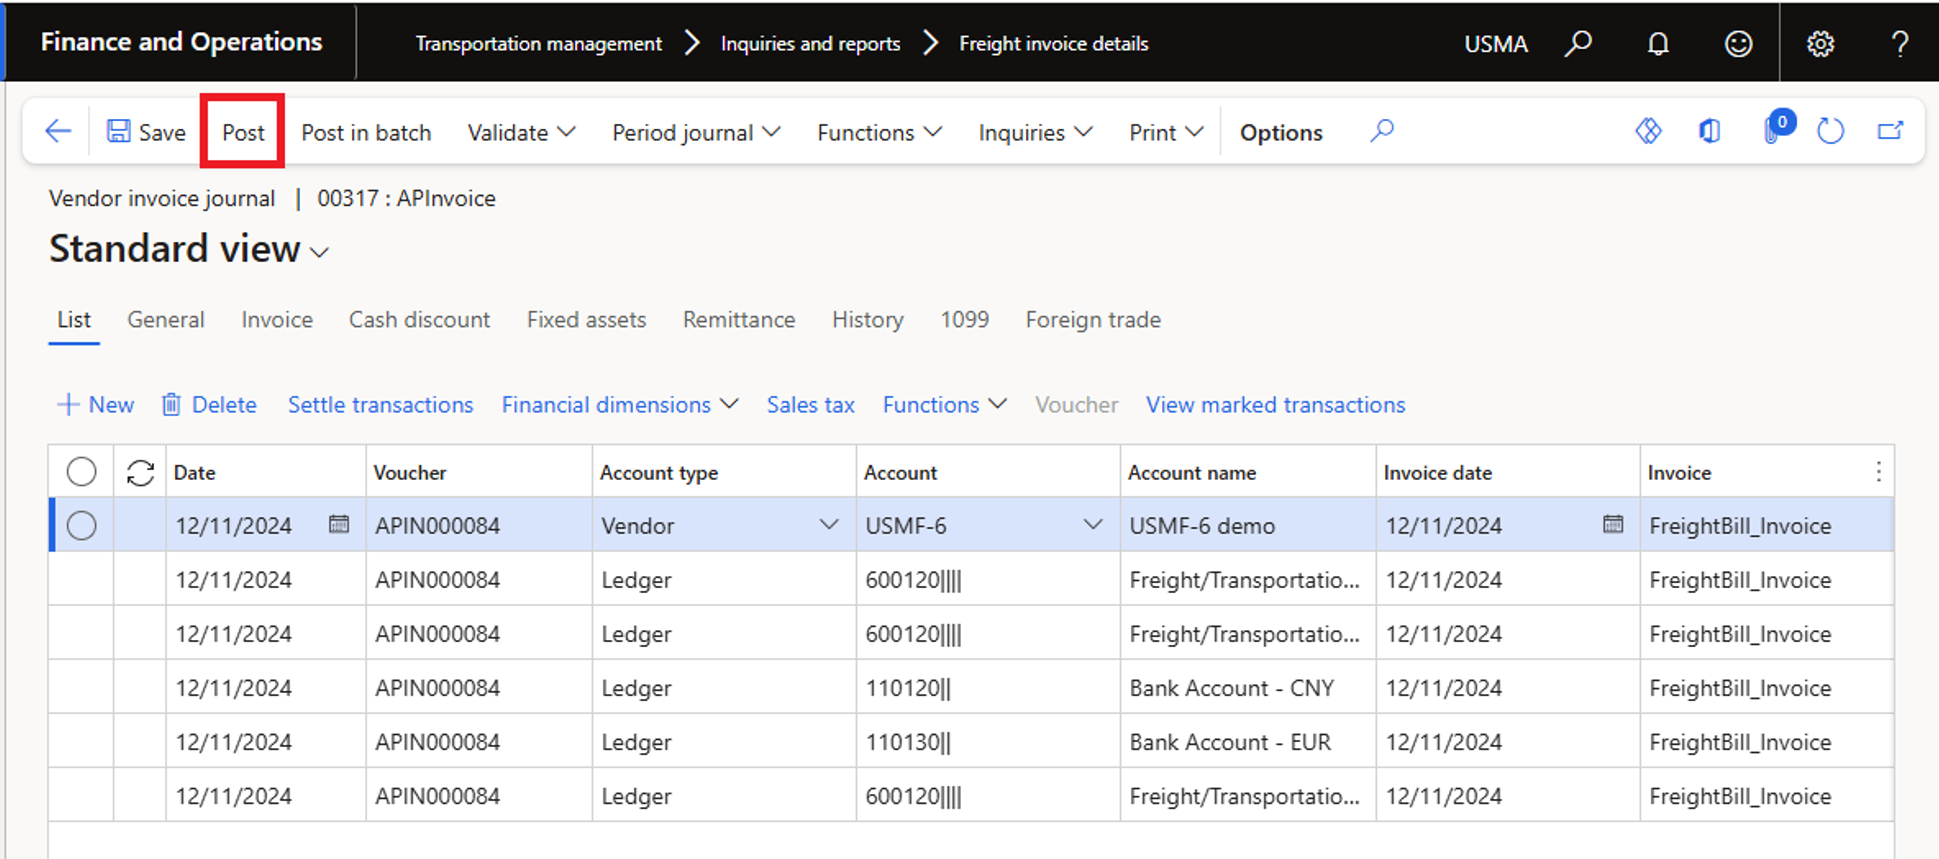 Finance and Operations Transportation management Inquiries and reports Freight invoice details USMA ?
Save Post Post in batch Validate Period journal Functions Inquiries Print Options 0
Vendor invoice journal | 00317 : APInvoice
Standard view
List General Invoice Cash discount Fixed assets Remittance History 1099 Foreign trade
New Delete Settle transactions Financial dimensions Sales tax Functions Voucher View marked transactions
Date Voucher Account type Account Account name Invoice date Invoice
12/11/2024 APIN000084 Vendor USMF-6 USMF-6 demo 12/11/2024 FreightBill_Invoice
12/11/2024 APIN000084 Ledger 600120|||| Freight/Transportatio... 12/11/2024 FreightBill_Invoice
12/11/2024 APIN000084 Ledger 600120|||| Freight/Transportatio... 12/11/2024 FreightBill_Invoice
12/11/2024 APIN000084 Ledger 110120|| Bank Account - CNY 12/11/2024 FreightBill_Invoice
12/11/2024 APIN000084 Ledger 110130|| Bank Account - EUR 12/11/2024 FreightBill_Invoice
12/11/2024 APIN000084 Ledger 600120|||| Freight/Transportatio... 12/11/2024 FreightBill_Invoice